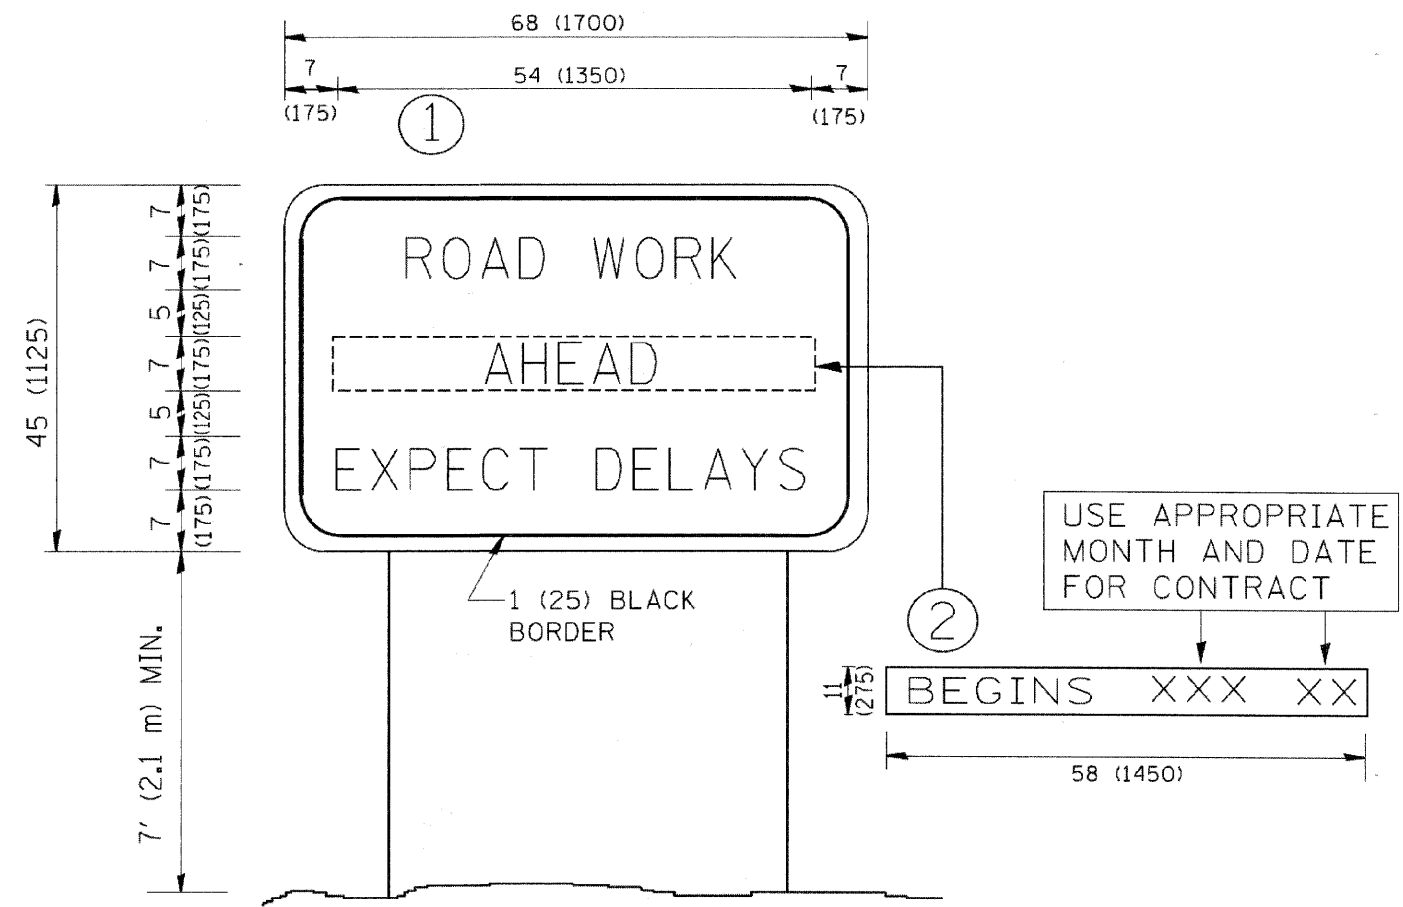 68 (1700)
7
54 (1350)
7
(175)
(175)
1
45 (1125)
7 (175)
7 (175)
5 (125)
7 (175)
5 (125)
7 (175)
7 (175)
ROAD WORK
AHEAD
EXPECT DELAYS
1 (25) BLACK
BORDER
7' (2.1 m) MIN.
USE APPROPRIATE
MONTH AND DATE
FOR CONTRACT
2
11
(275)
BEGINS XXX XX
58 (1450)